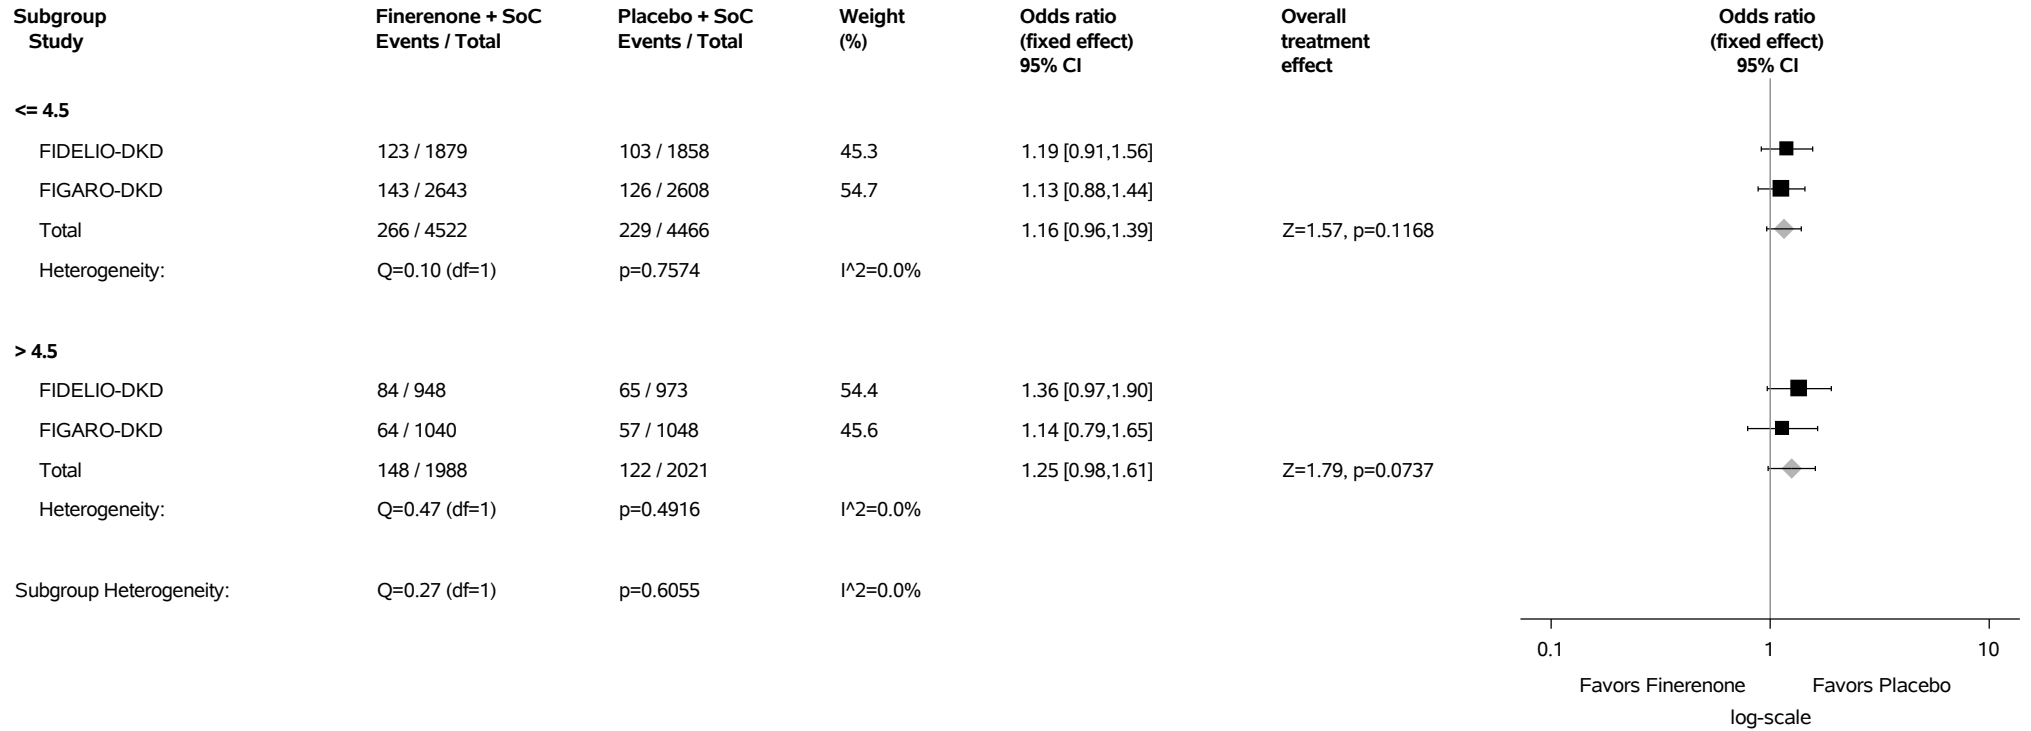 Subgroup Finerenone + SoC Placebo + SoC Weight Odds ratio Overall Odds ratio
Study Events / Total Events / Total (%) (fixed effect) treatment (fixed effect)
95% CI effect 95% CI
<= 4.5
FIDELIO-DKD 123 / 1879 103 / 1858 45.3 1.19 [0.91,1.56]
FIGARO-DKD 143 / 2643 126 / 2608 54.7 1.13 [0.88,1.44]
Total 266 / 4522 229 / 4466 1.16 [0.96,1.39] Z=1.57, p=0.1168
Heterogeneity: Q=0.10 (df=1) p=0.7574 I^2=0.0%
> 4.5
FIDELIO-DKD 84 / 948 65 / 973 54.4 1.36 [0.97,1.90]
FIGARO-DKD 64 / 1040 57 / 1048 45.6 1.14 [0.79,1.65]
Total 148 / 1988 122 / 2021 1.25 [0.98,1.61] Z=1.79, p=0.0737
Heterogeneity: Q=0.47 (df=1) p=0.4916 I^2=0.0%
Subgroup Heterogeneity: Q=0.27 (df=1) p=0.6055 I^2=0.0%
0.1 1 10
Favors Finerenone Favors Placebo
log-scale